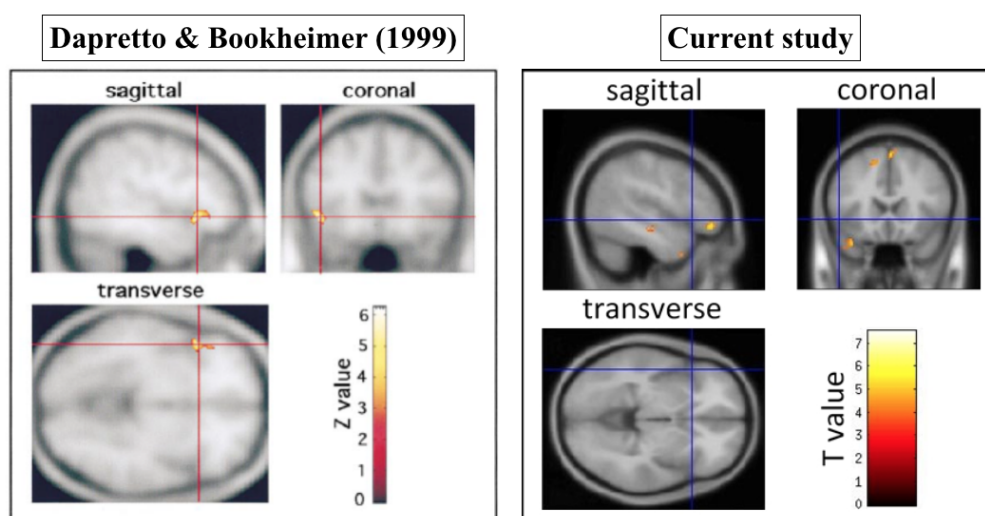 Dapretto & Bookheimer (1999)
sagittal
coronal
transverse
6
5
4
3
2
1
0
Z value
Current study
sagittal
coronal
transverse
7
6
5
4
3
2
1
0
T value